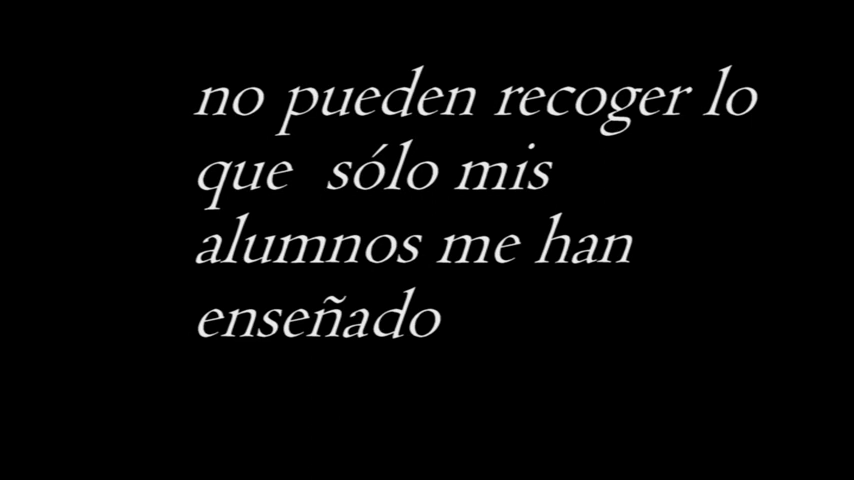 no pueden recoger lo
que sólo mis
alumnos me han
enseñado